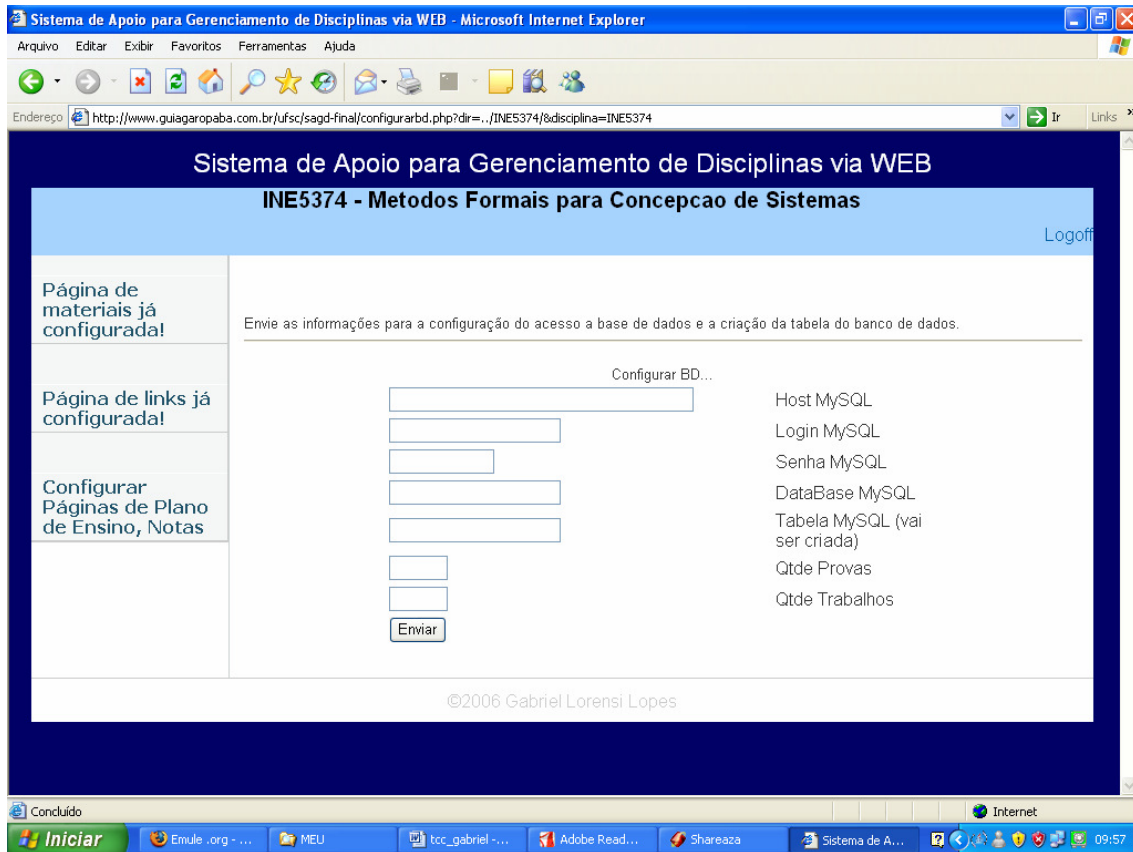 Sistema de Apoio para Gerenciamento de Disciplinas via WEB - Microsoft Internet Explorer
Arquivo Editar Exibir Favoritos Ferramentas Ajuda
Endereço http://www.guiagaropaba.com.br/ufsc/sagd-final/configurarbd.php?dir=../INE5374/&disciplina=INE5374 Ir Links »
Sistema de Apoio para Gerenciamento de Disciplinas via WEB
INE5374 - Metodos Formais para Concepcao de Sistemas
Logoff
Página de
materiais já
configurada!
Página de links já
configurada!
Configurar
Páginas de Plano
de Ensino, Notas
Envie as informações para a configuração do acesso a base de dados e a criação da tabela do banco de dados.
Configurar BD...
Host MySQL
Login MySQL
Senha MySQL
DataBase MySQL
Tabela MySQL (vai
ser criada)
Qtde Provas
Qtde Trabalhos
Enviar
©2006 Gabriel Lorensi Lopes
Concluído Internet
Iniciar Emule .org - ... MEU tcc_gabriel -... Adobe Read... Shareaza Sistema de A... 09:57